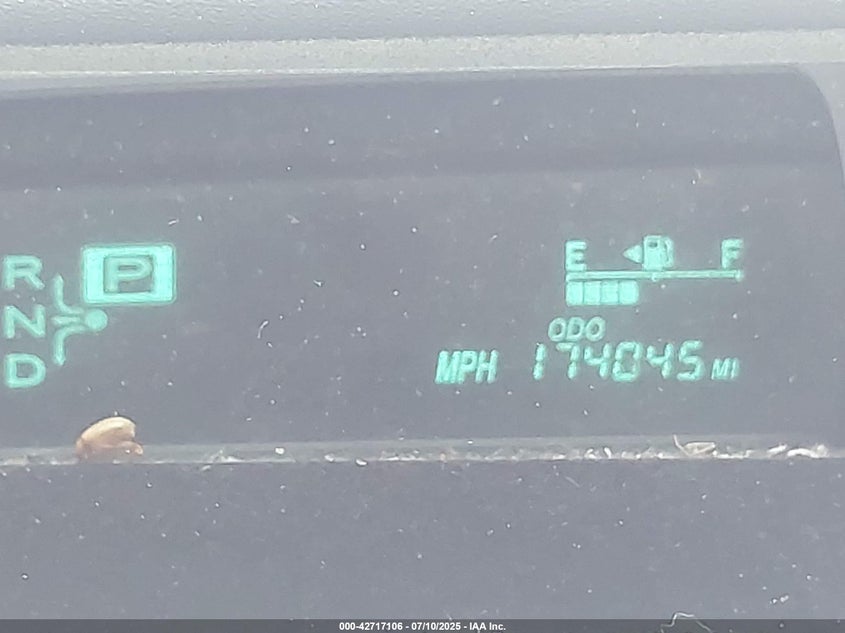 R P
N
D
E F
ODO
MPH 174045 MI
000-42717106 - 07/10/2025 - IAA Inc.